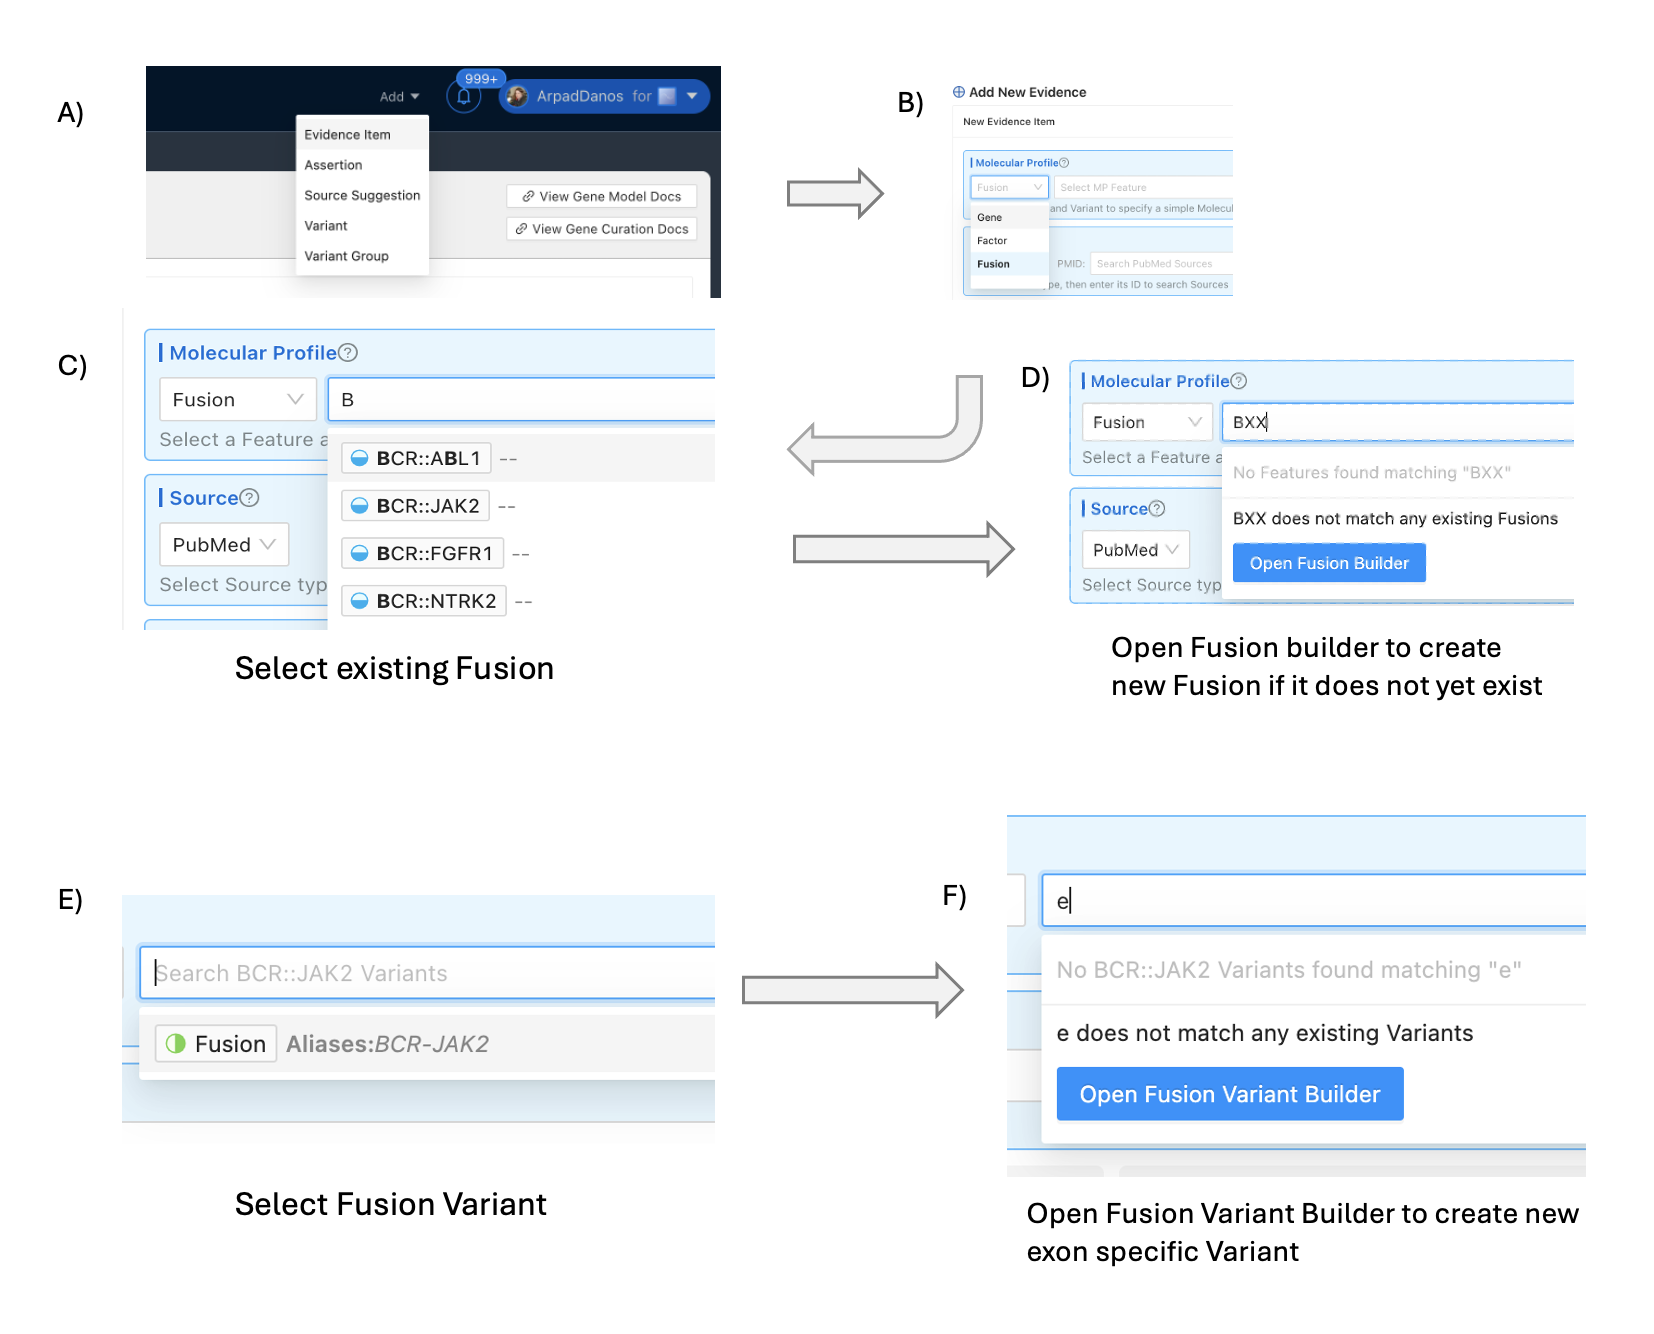 A)
Add
999+
ArpadDanos for
Evidence Item
Assertion
Source Suggestion
Variant
Variant Group
View Gene Model Docs
View Gene Curation Docs
B)
Add New Evidence
New Evidence Item
Molecular Profile
Fusion
Select MP Feature
and Variant to specify a simple Molecul
Gene
Factor
Fusion
PMID:
Search PubMed Sources
pe, then enter its ID to search Sources
C)
Molecular Profile
Fusion
B
Select a Feature a
BCR::ABL1 --
BCR::JAK2 --
BCR::FGFR1 --
BCR::NTRK2 --
Source
PubMed
Select Source typ
Select existing Fusion
D)
Molecular Profile
Fusion
BXX
Select a Feature a
No Features found matching "BXX"
BXX does not match any existing Fusions
Open Fusion Builder
Source
PubMed
Select Source typ
Open Fusion builder to create
new Fusion if it does not yet exist
E)
Search BCR::JAK2 Variants
Fusion Aliases:BCR-JAK2
Select Fusion Variant
F)
e
No BCR::JAK2 Variants found matching "e"
e does not match any existing Variants
Open Fusion Variant Builder
Open Fusion Variant Builder to create new
exon specific Variant